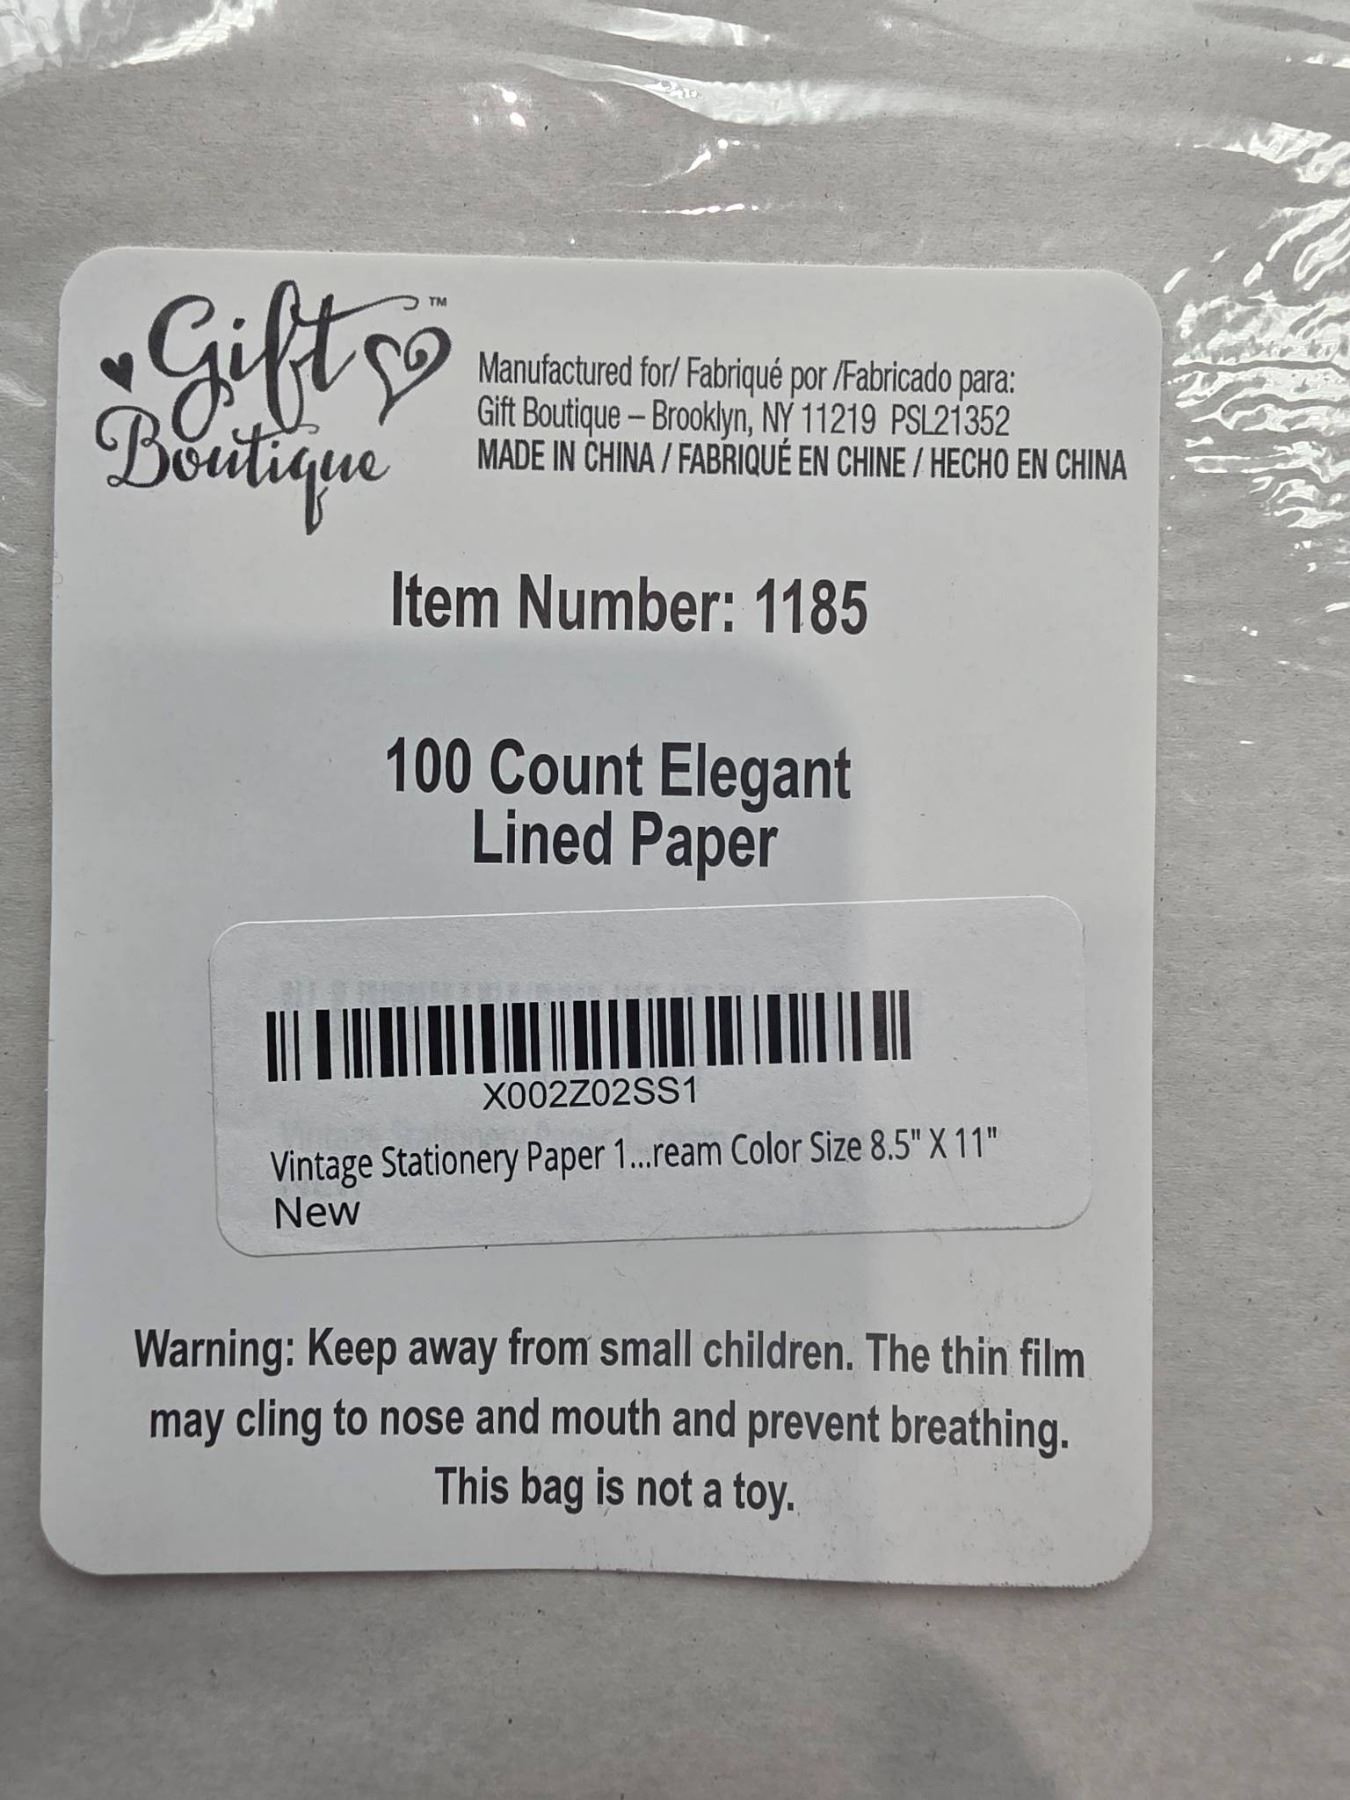 Gift ™
Boutique
Manufactured for/ Fabriqué por /Fabricado para:
Gift Boutique – Brooklyn, NY 11219 PSL21352
MADE IN CHINA / FABRIQUÉ EN CHINE / HECHO EN CHINA
Item Number: 1185
100 Count Elegant
Lined Paper
X002Z02SS1
Vintage Stationery Paper 1...ream Color Size 8.5" X 11"
New
Warning: Keep away from small children. The thin film
may cling to nose and mouth and prevent breathing.
This bag is not a toy.